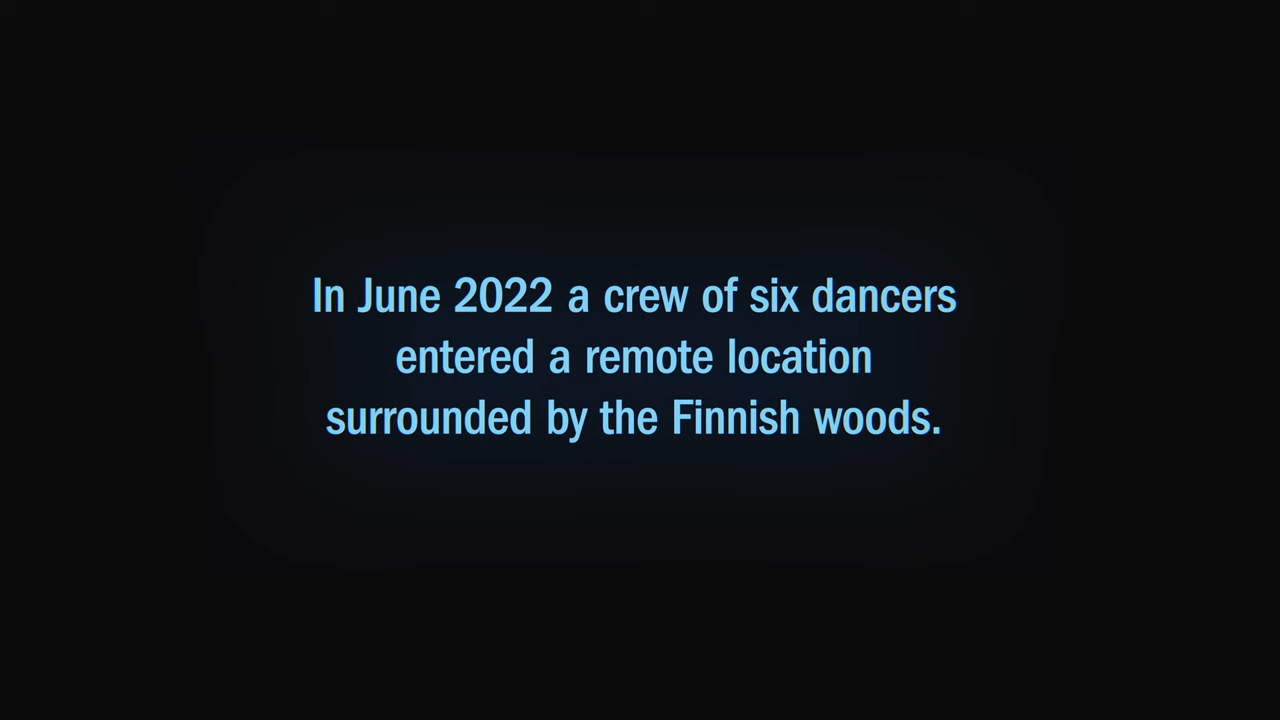 In June 2022 a crew of six dancers
entered a remote location
surrounded by the Finnish woods.